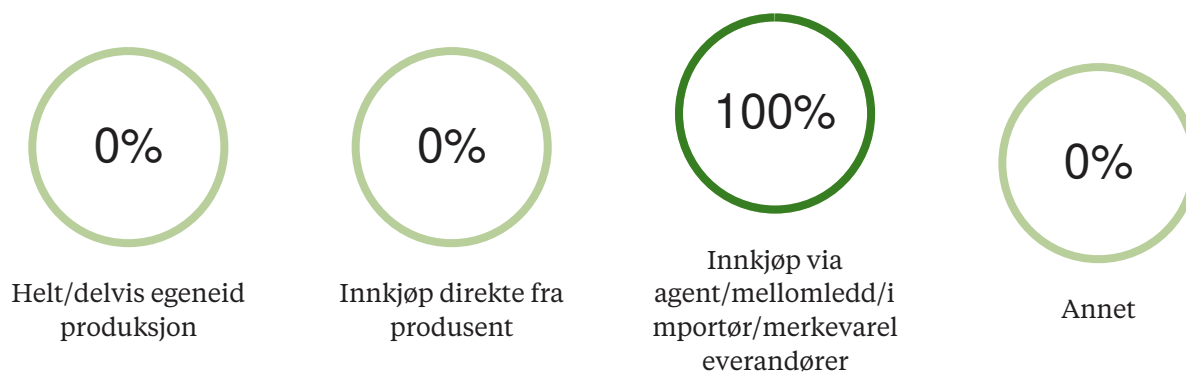 0%
Helt/delvis egeneid
produksjon
0%
Innkjøp direkte fra
produsent
100%
Innkjøp via
agent/mellomledd/i
mportør/merkevarel
everandører
0%
Annet